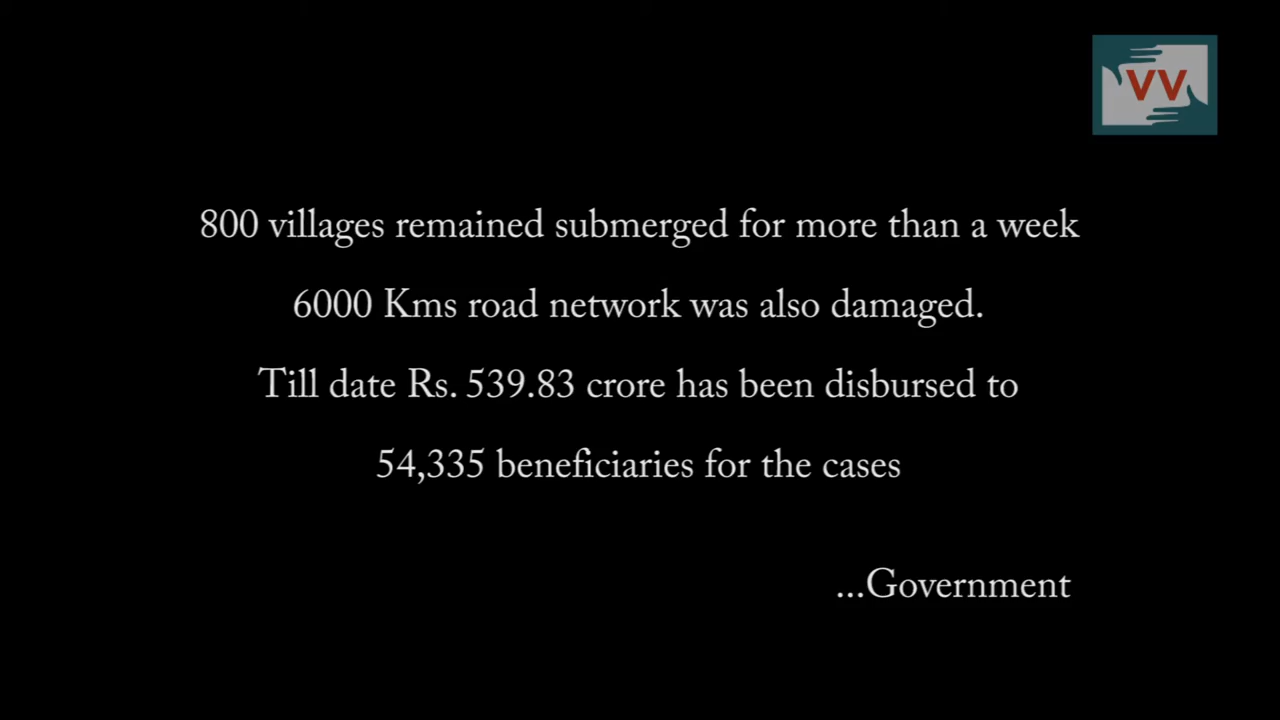 VV
800 villages remained submerged for more than a week
6000 Kms road network was also damaged.
Till date Rs. 539.83 crore has been disbursed to
54,335 beneficiaries for the cases
...Government